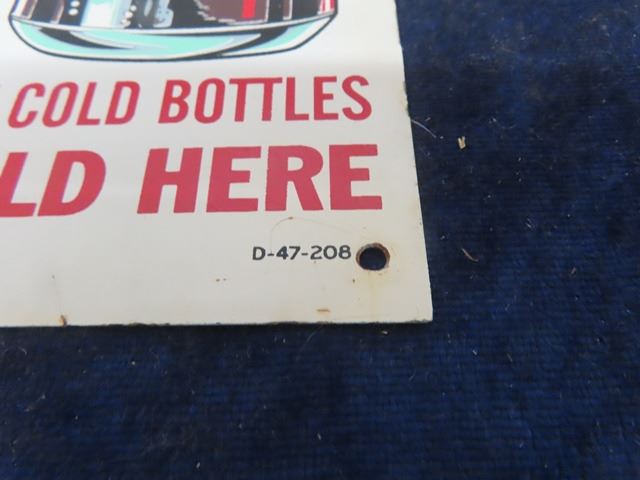 COLD BOTTLES
LD HERE
D-47-208